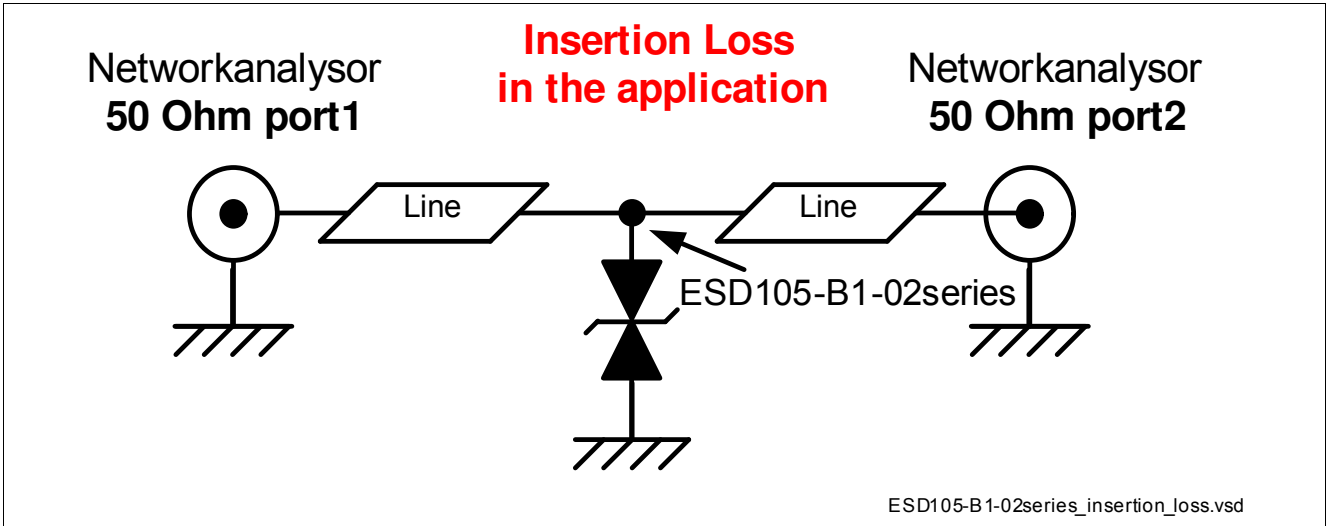 Insertion Loss
in the application
Networkanalysor
50 Ohm port1
Networkanalysor
50 Ohm port2
Line
Line
ESD105-B1-02series
ESD105-B1-02series_insertion_loss.vsd